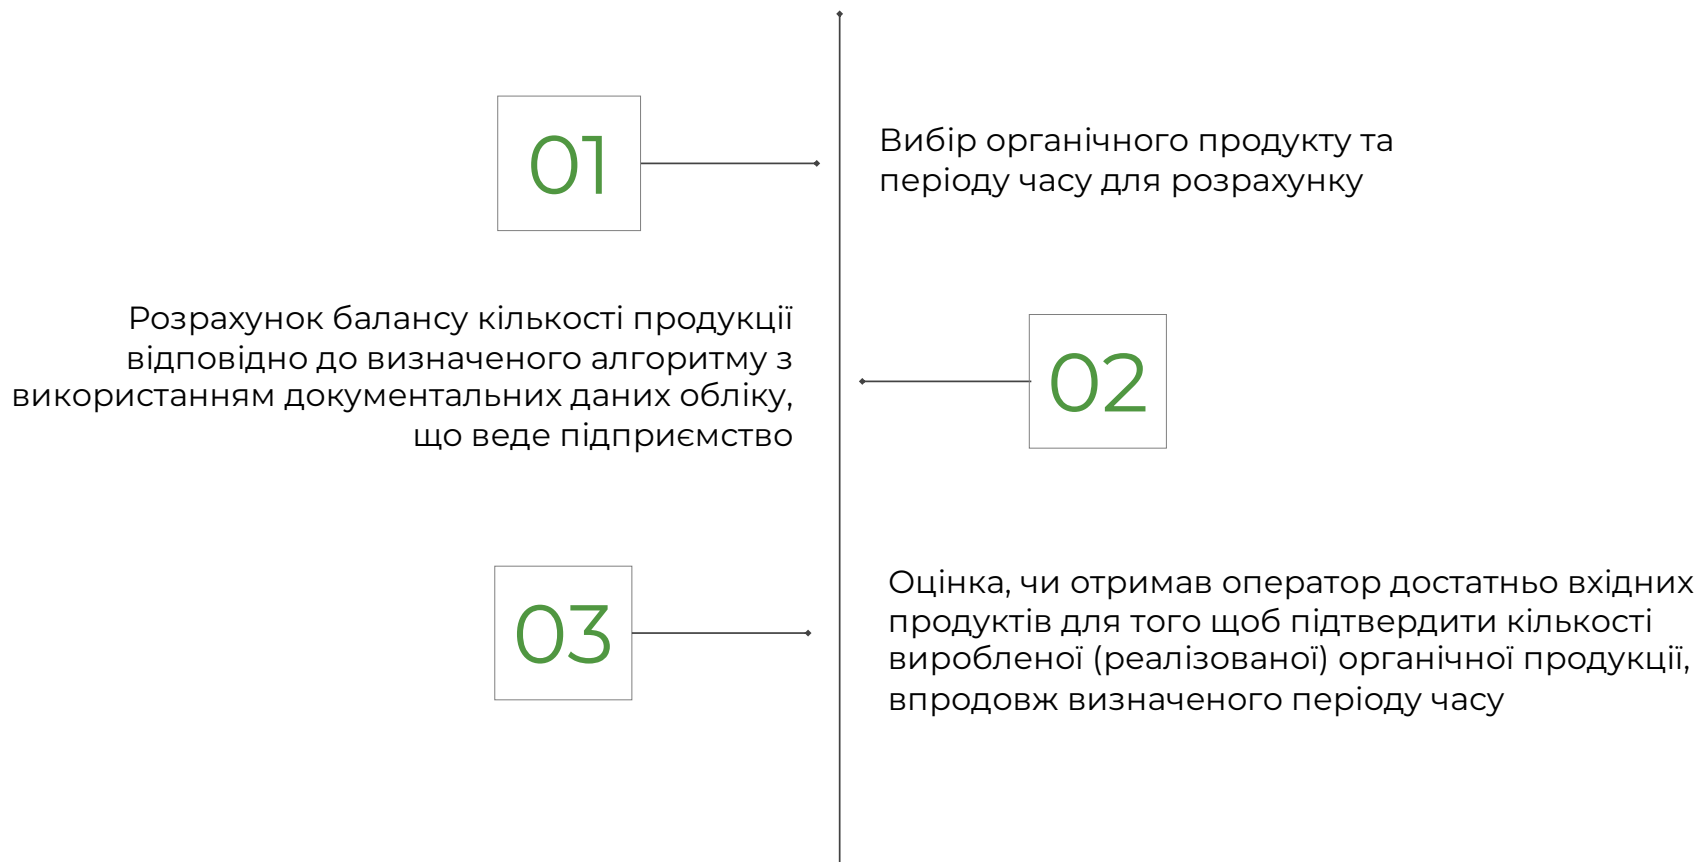 01
Вибір органічного продукту та
періоду часу для розрахунку
02
Розрахунок балансу кількості продукції
відповідно до визначеного алгоритму з
використанням документальних даних обліку,
що веде підприємство
03
Оцінка, чи отримав оператор достатньо вхідних
продуктів для того щоб підтвердити кількості
виробленої (реалізованої) органічної продукції,
впродовж визначеного періоду часу